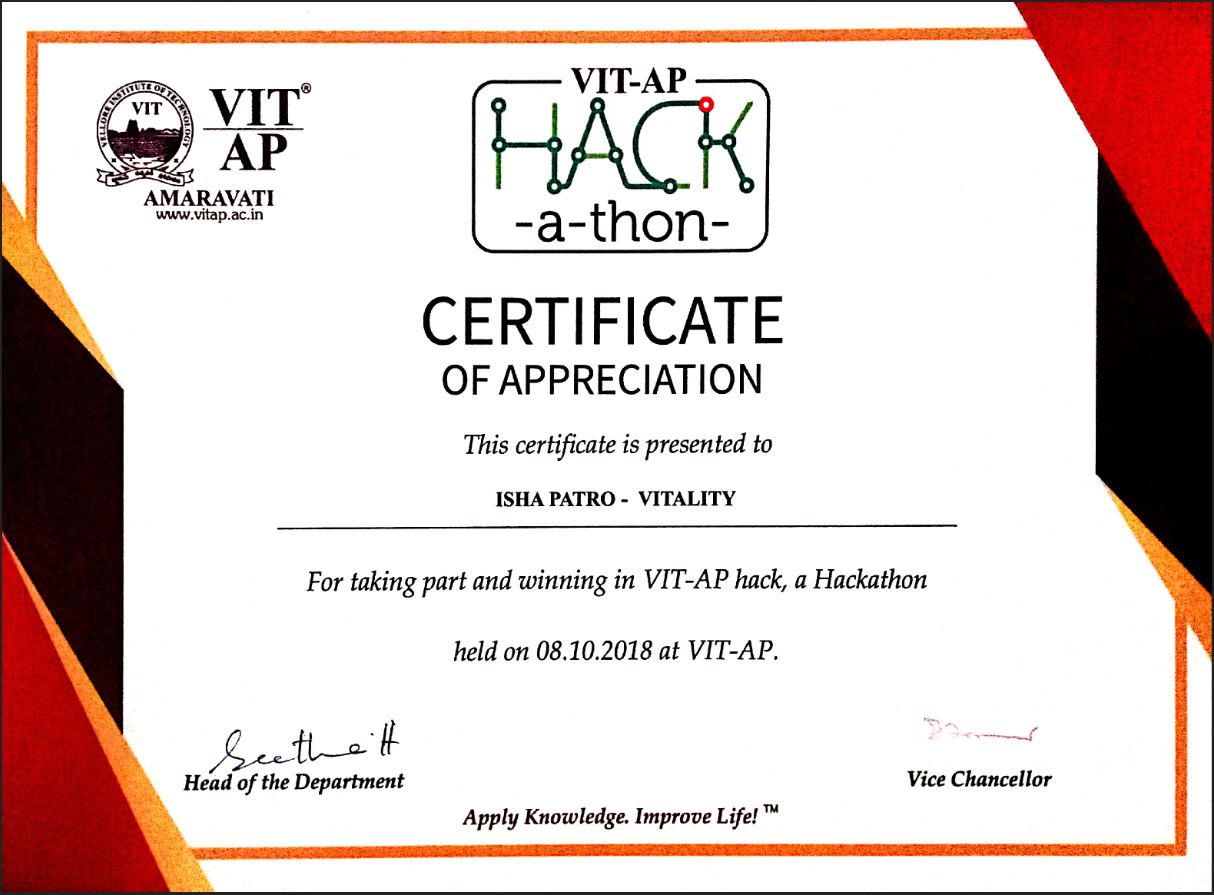 VELLORE INSTITUTE OF TECHNOLOGY
VIT
VIT®
AP
AMARAVATI
www.vitap.ac.in
VIT-AP
HACK
-a-thon-
CERTIFICATE
OF APPRECIATION
This certificate is presented to
ISHA PATRO - VITALITY
For taking part and winning in VIT-AP hack, a Hackathon
held on 08.10.2018 at VIT-AP.
Head of the Department
Vice Chancellor
Apply Knowledge. Improve Life! ™